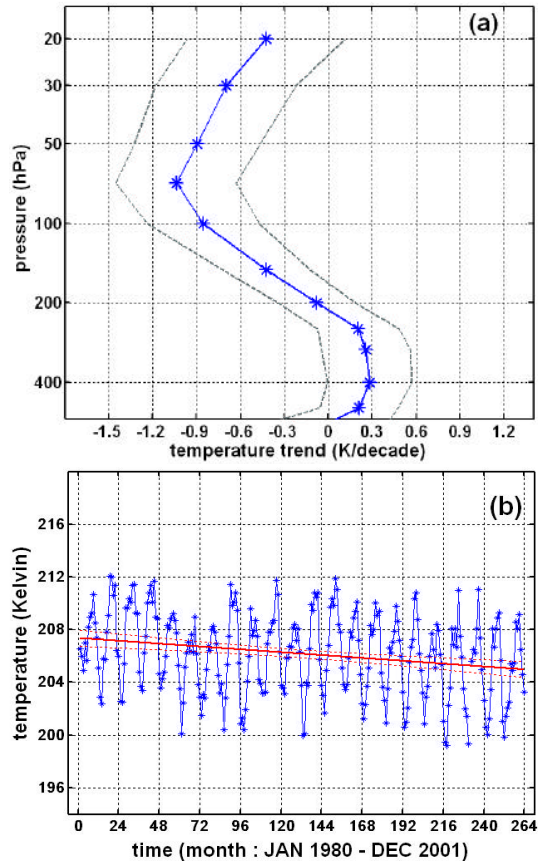 (a)
20
30
50
100
200
400
pressure (hPa)
-1.5 -1.2 -0.9 -0.6 -0.3 0 0.3 0.6 0.9 1.2
temperature trend (K/decade)
(b)
216
212
208
204
200
196
temperature (Kelvin)
0 24 48 72 96 120 144 168 192 216 240 264
time (month : JAN 1980 - DEC 2001)